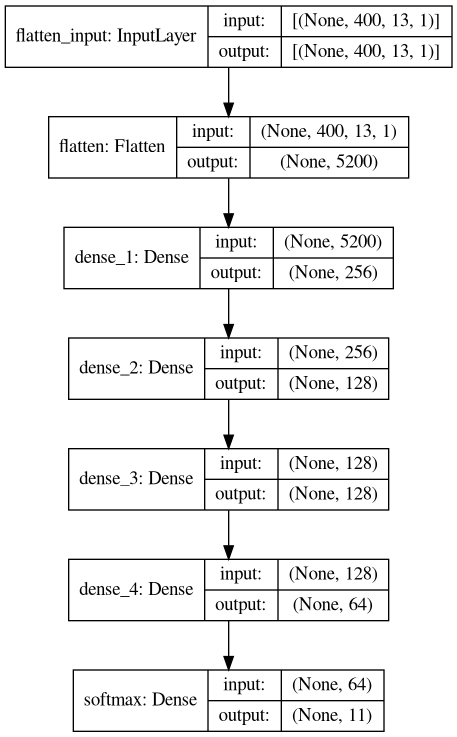 flatten_input: InputLayer
input: [(None, 400, 13, 1)]
output: [(None, 400, 13, 1)]
flatten: Flatten
input: (None, 400, 13, 1)
output: (None, 5200)
dense_1: Dense
input: (None, 5200)
output: (None, 256)
dense_2: Dense
input: (None, 256)
output: (None, 128)
dense_3: Dense
input: (None, 128)
output: (None, 128)
dense_4: Dense
input: (None, 128)
output: (None, 64)
softmax: Dense
input: (None, 64)
output: (None, 11)